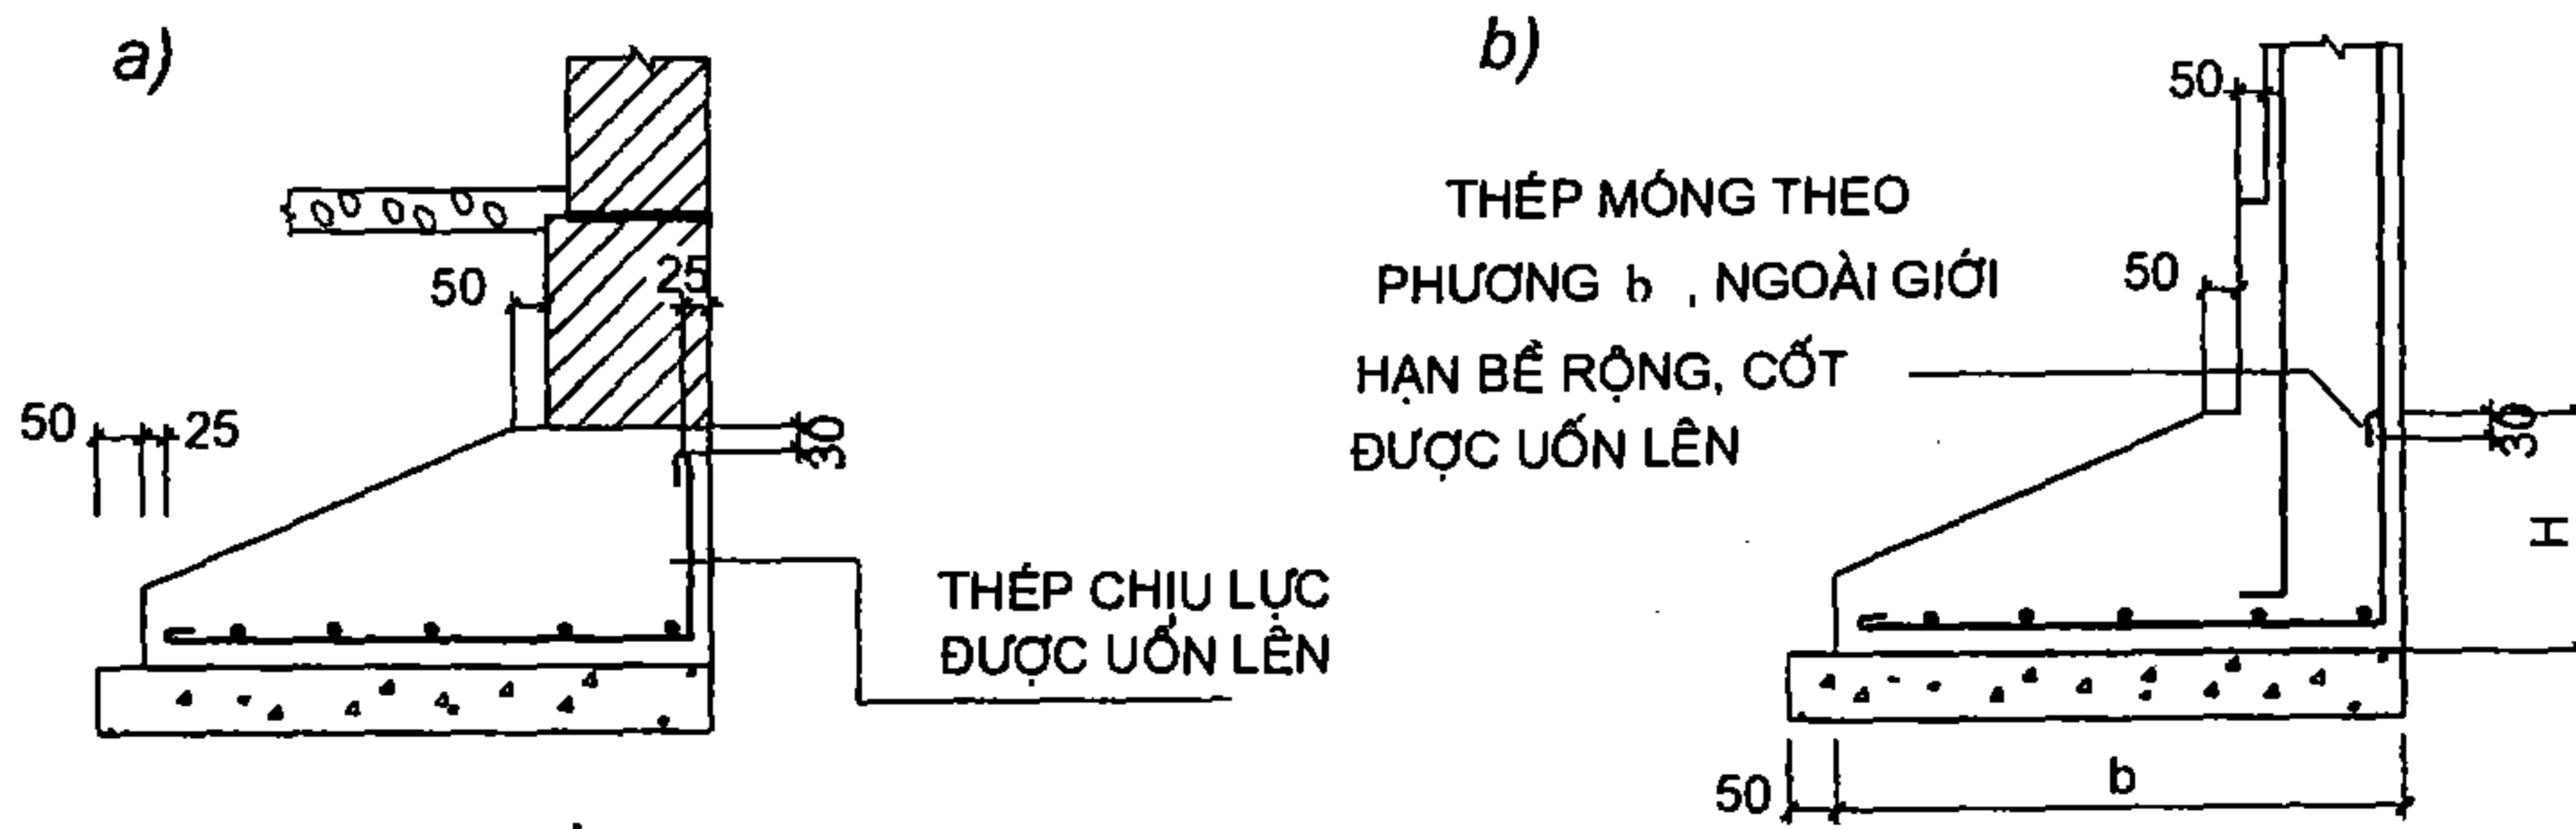 a)
50
25
50
25
30
THÉP CHỊU LỰC
ĐƯỢC UỐN LÊN
b)
50
50
THÉP MÓNG THEO
PHƯƠNG b , NGOÀI GIỚI
HẠN BỀ RỘNG, CỐT
ĐƯỢC UỐN LÊN
30
H
50
b